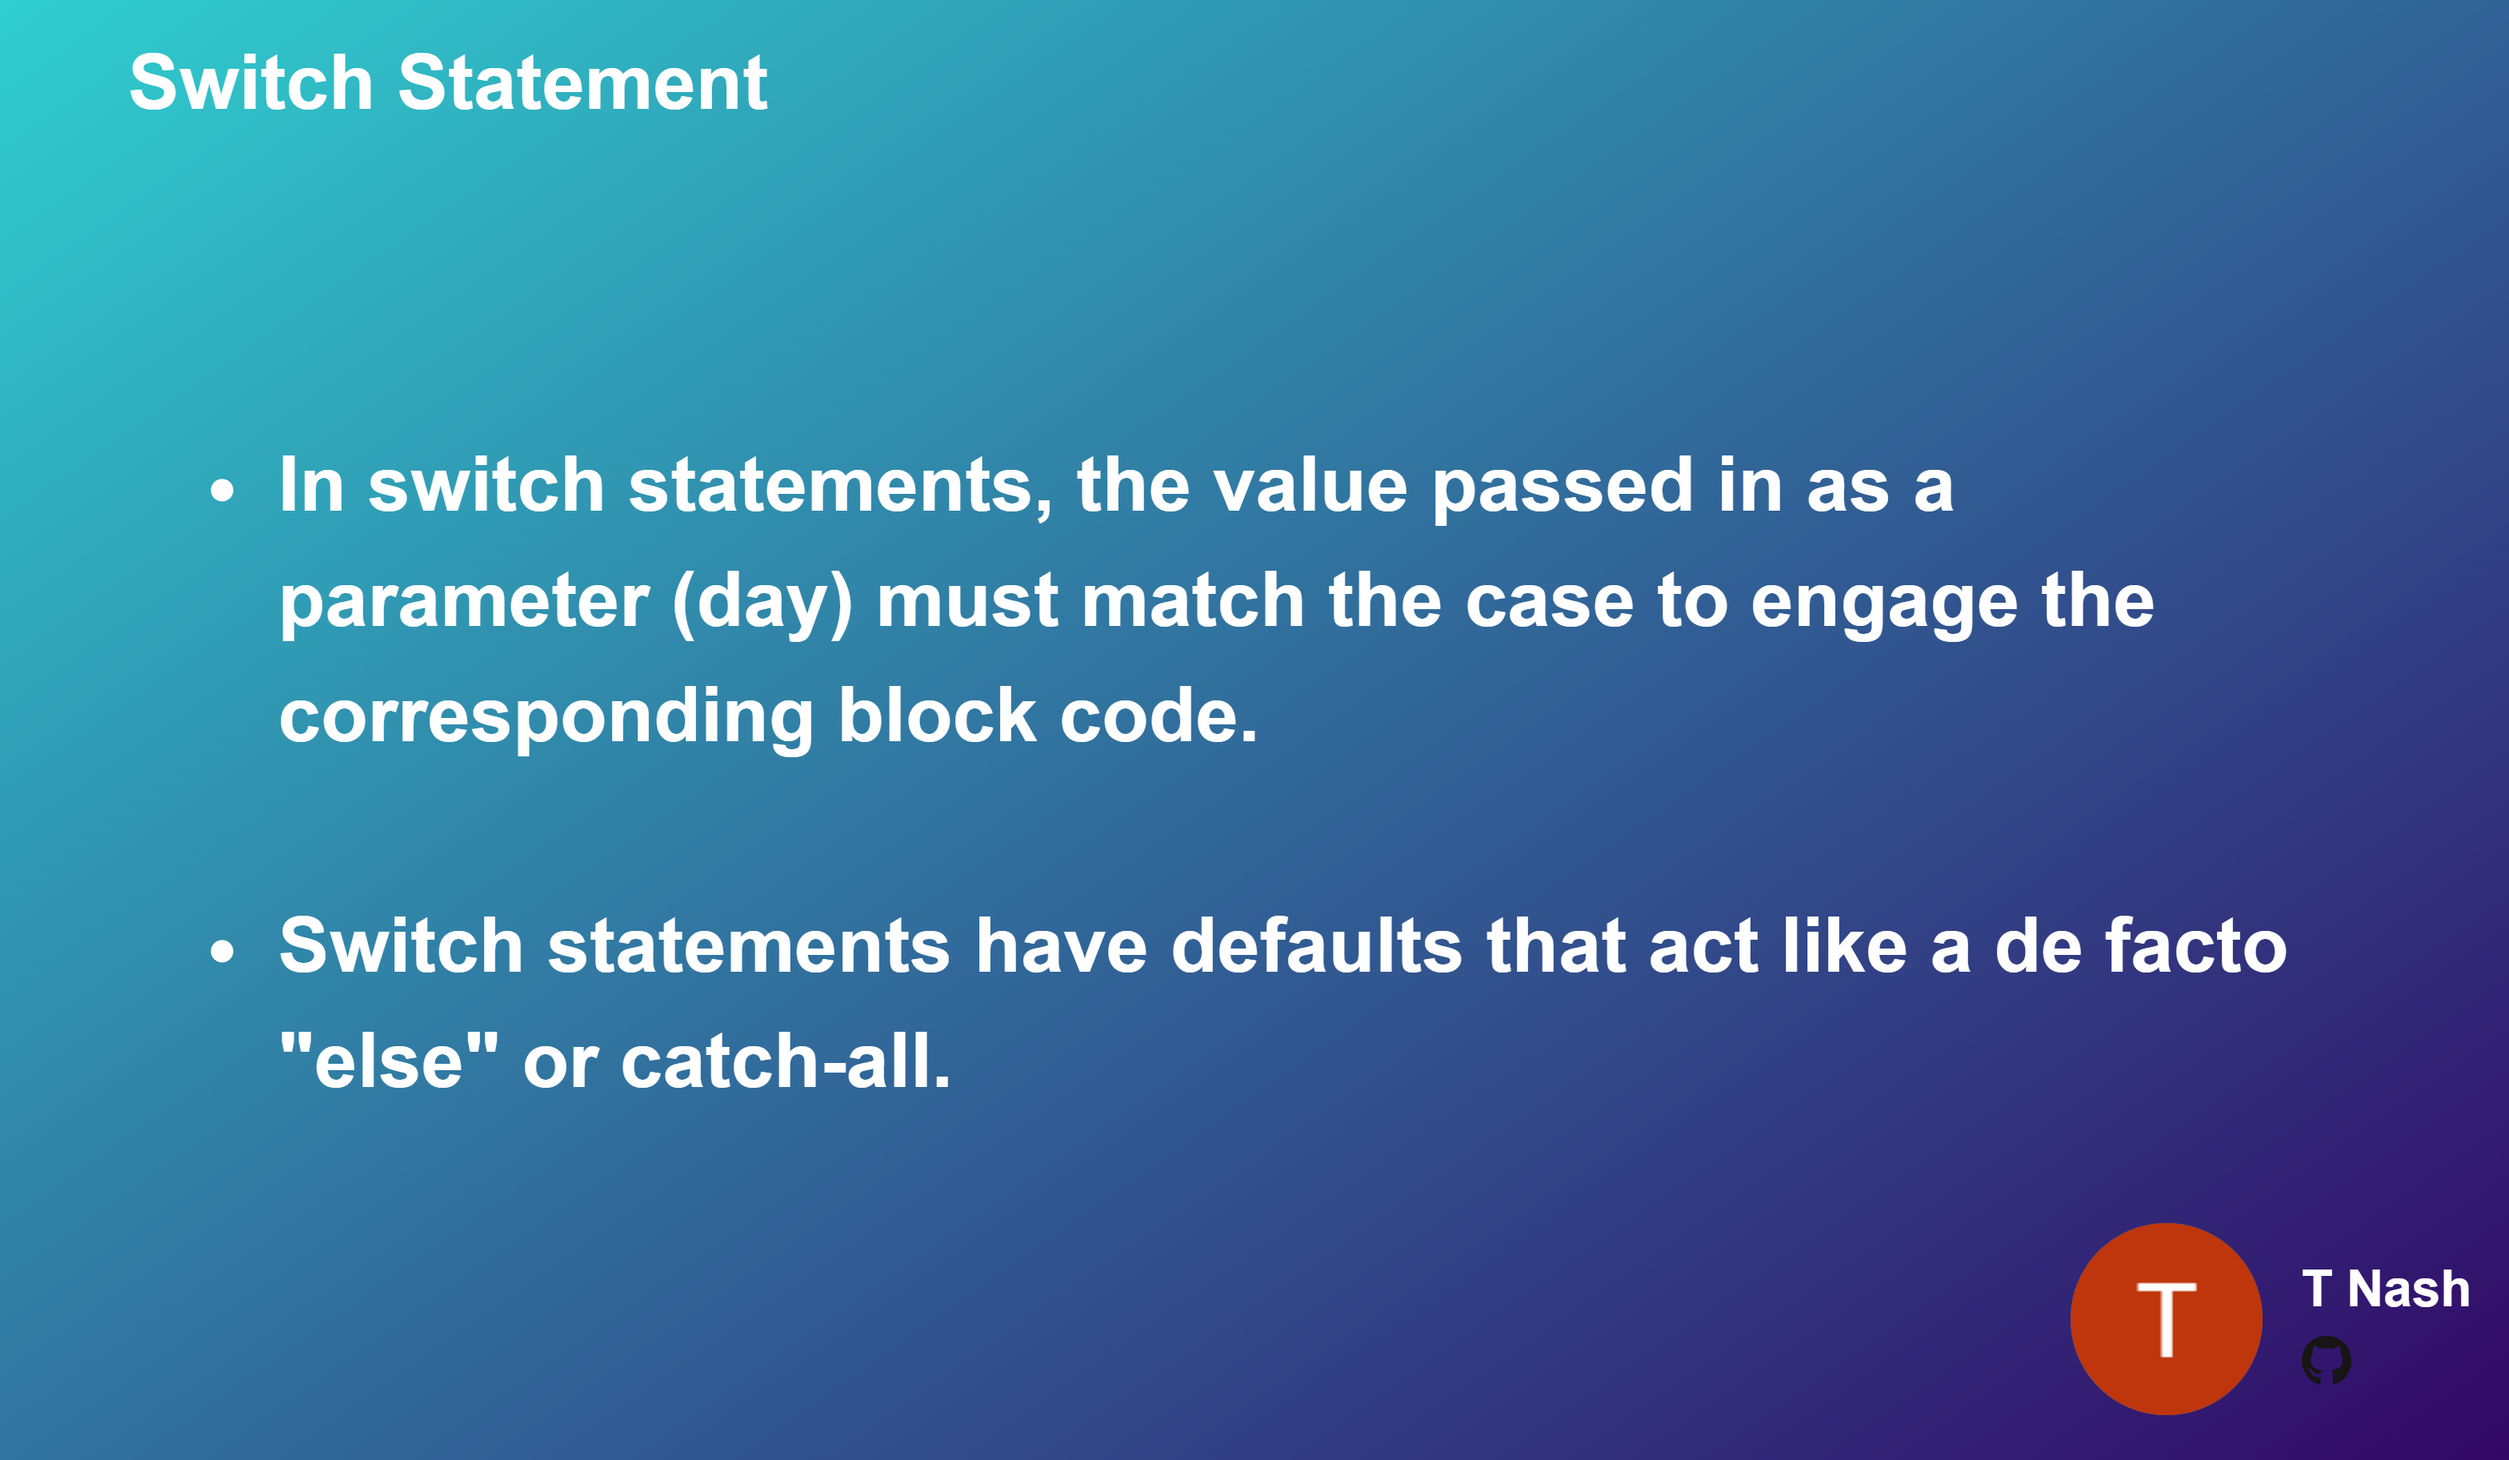 Switch Statement
• In switch statements, the value passed in as a
parameter (day) must match the case to engage the
corresponding block code.
• Switch statements have defaults that act like a de facto
"else" or catch-all.
T
T Nash